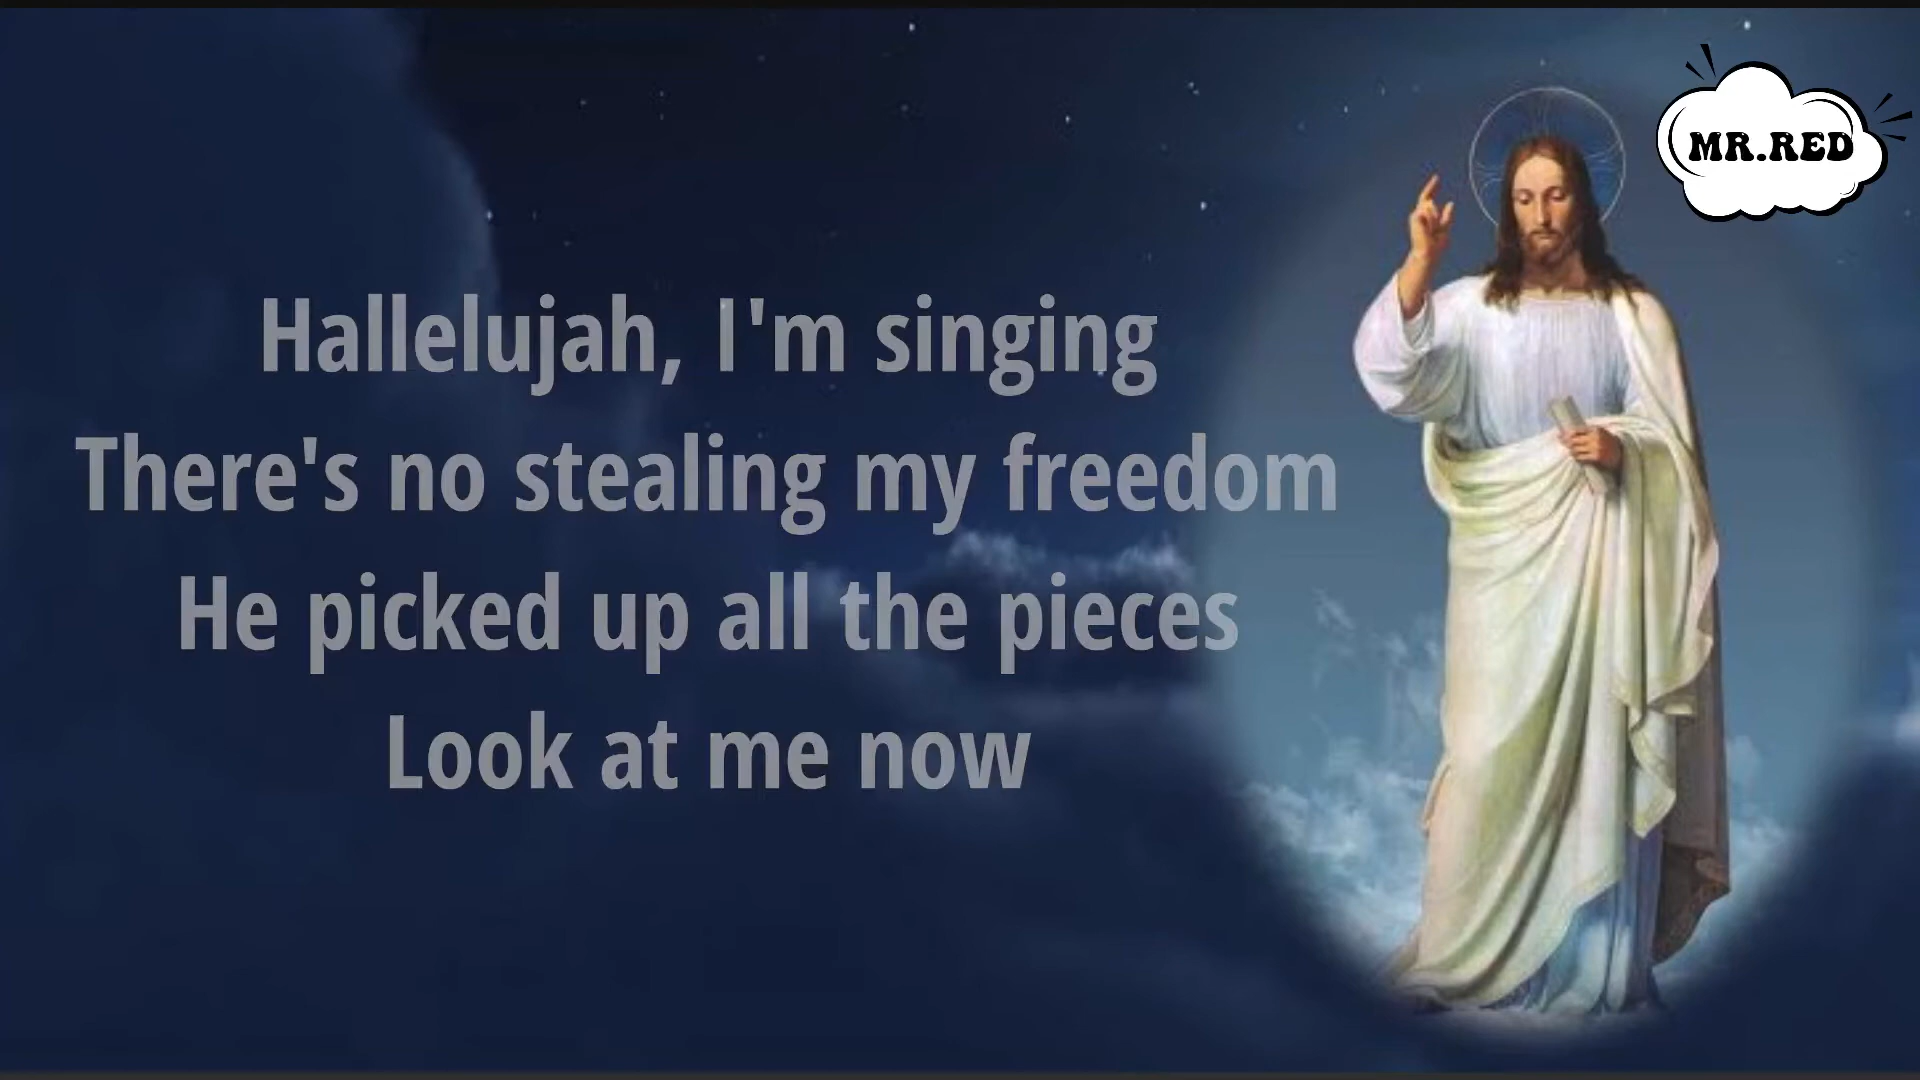 MR.RED
Hallelujah, I'm singing
There's no stealing my freedom
He picked up all the pieces
Look at me now